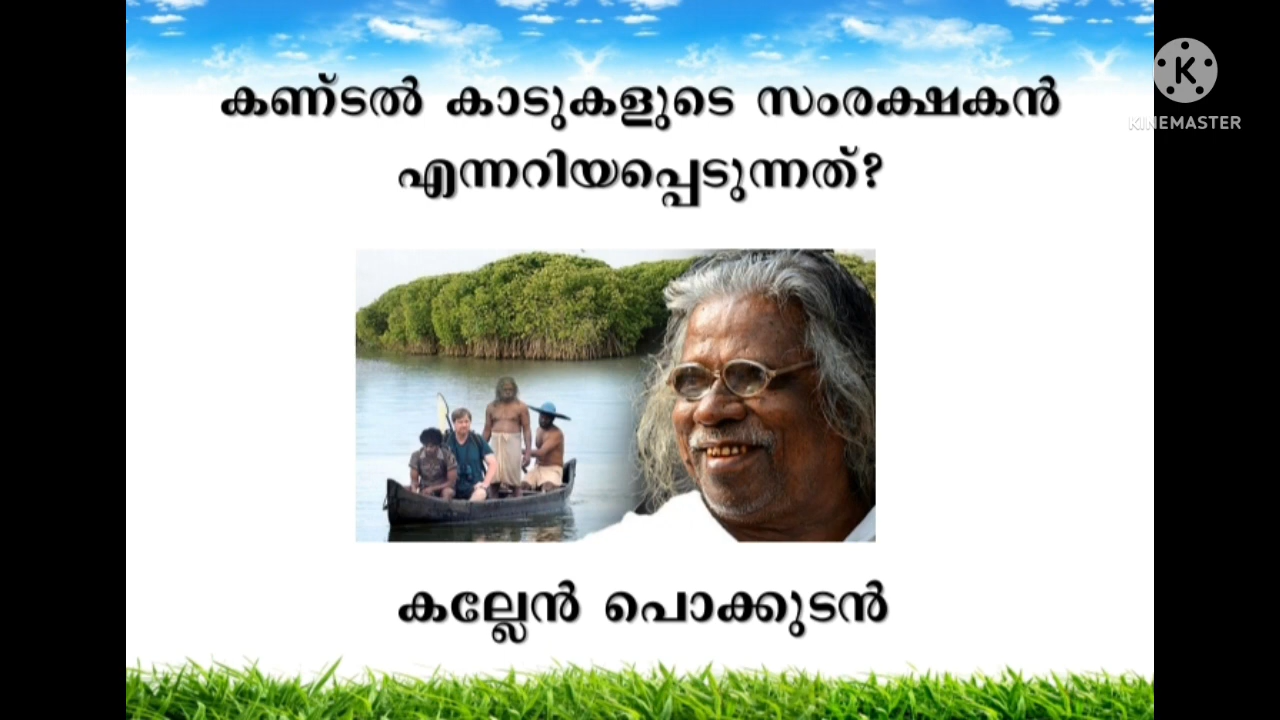 കണ്ടൽ കാടുകളുടെ സംരക്ഷകൻ
എന്നറിയപ്പെടുന്നത്?
K
KINEMASTER
കല്ലേൻ പൊക്കുടൻ